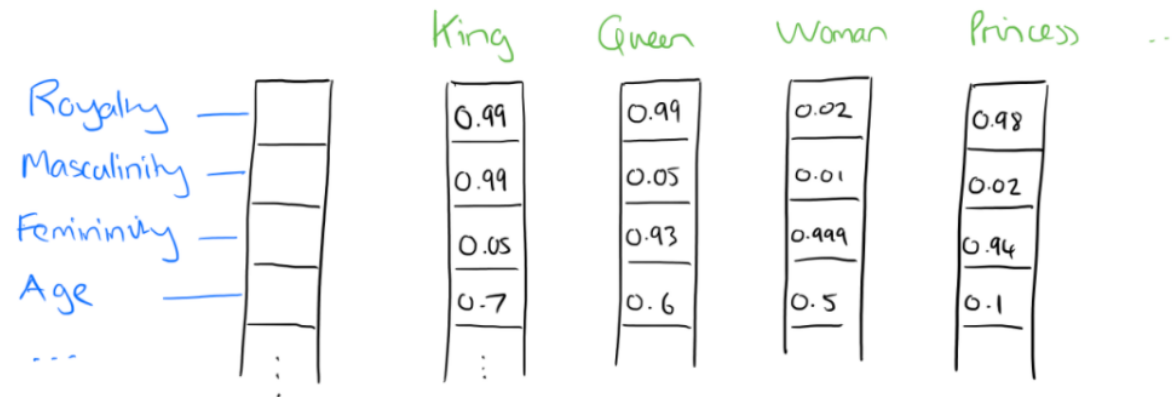 King Queen Woman Princess ..
Royalty 0.99 0.99 0.02 0.98
Masculinity 0.99 0.05 0.01 0.02
Femininity 0.05 0.93 0.999 0.94
Age 0.7 0.6 0.5 0.1
...